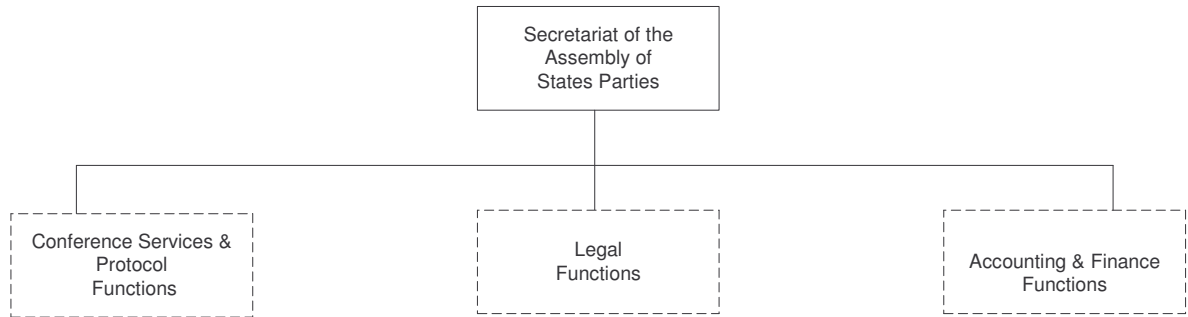 Secretariat of the
Assembly of
States Parties
Conference Services &
Protocol
Functions
Legal
Functions
Accounting & Finance
Functions